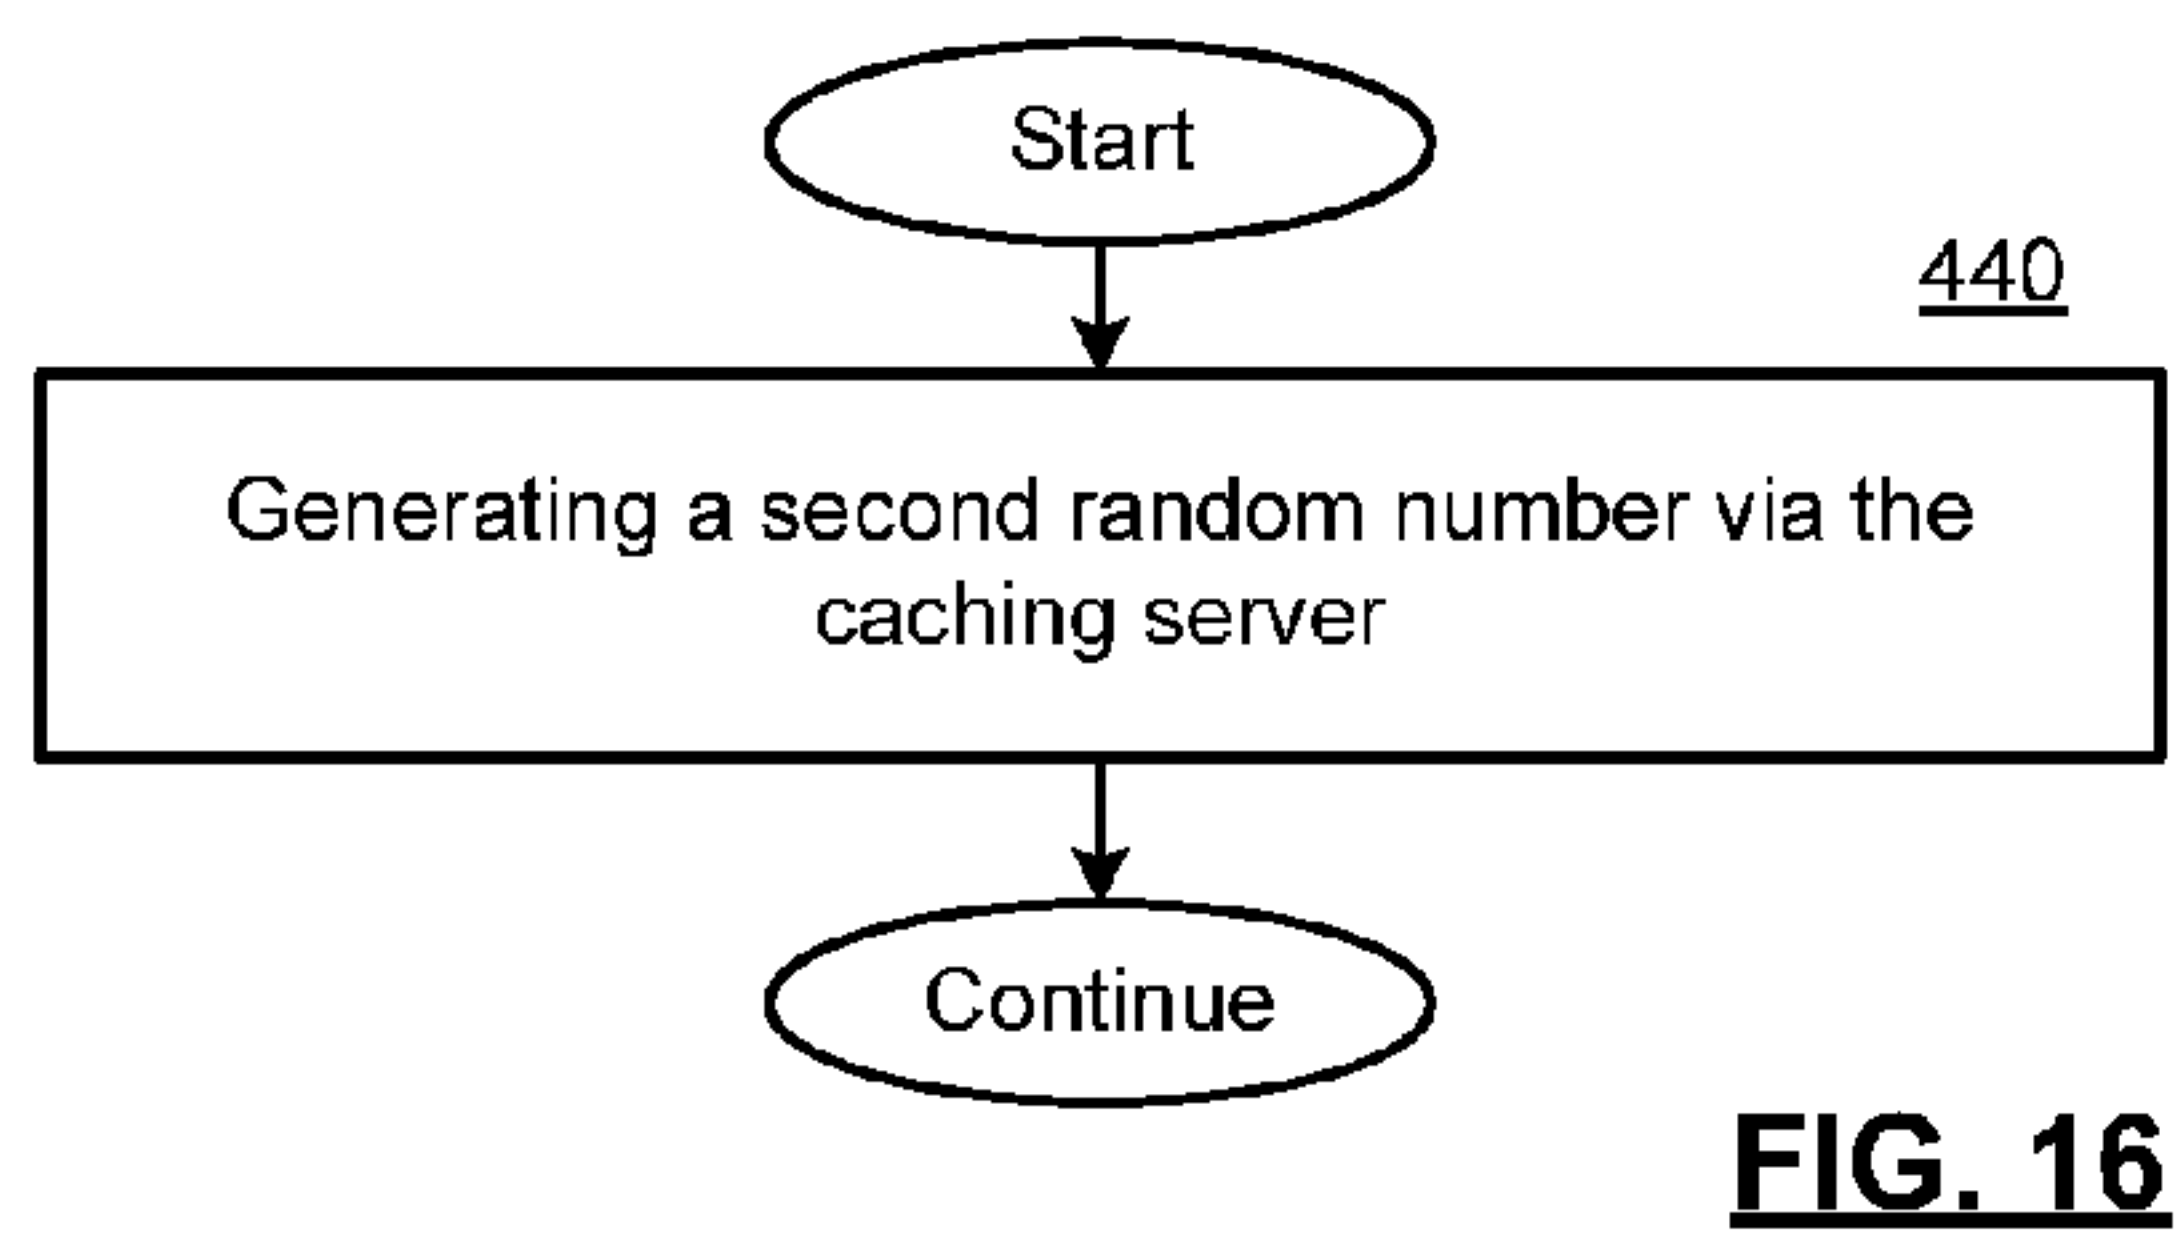 Start
440
Generating a second random number via the
caching server
Continue
FIG. 16